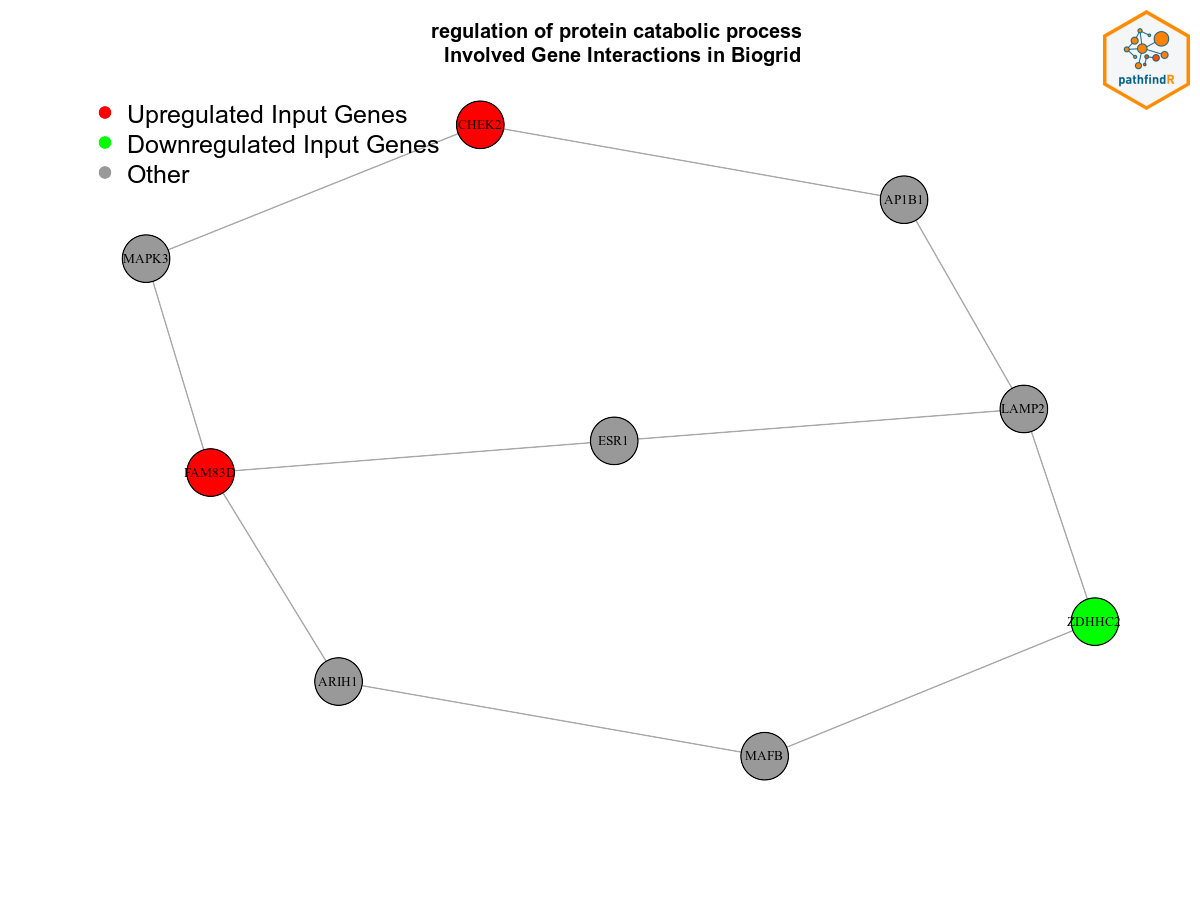 regulation of protein catabolic process
Involved Gene Interactions in Biogrid
pathfindR
Upregulated Input Genes
Downregulated Input Genes
Other
CHEK2
AP1B1
MAPK3
LAMP2
ESR1
FAM83D
ZDHHC2
ARIH1
MAFB